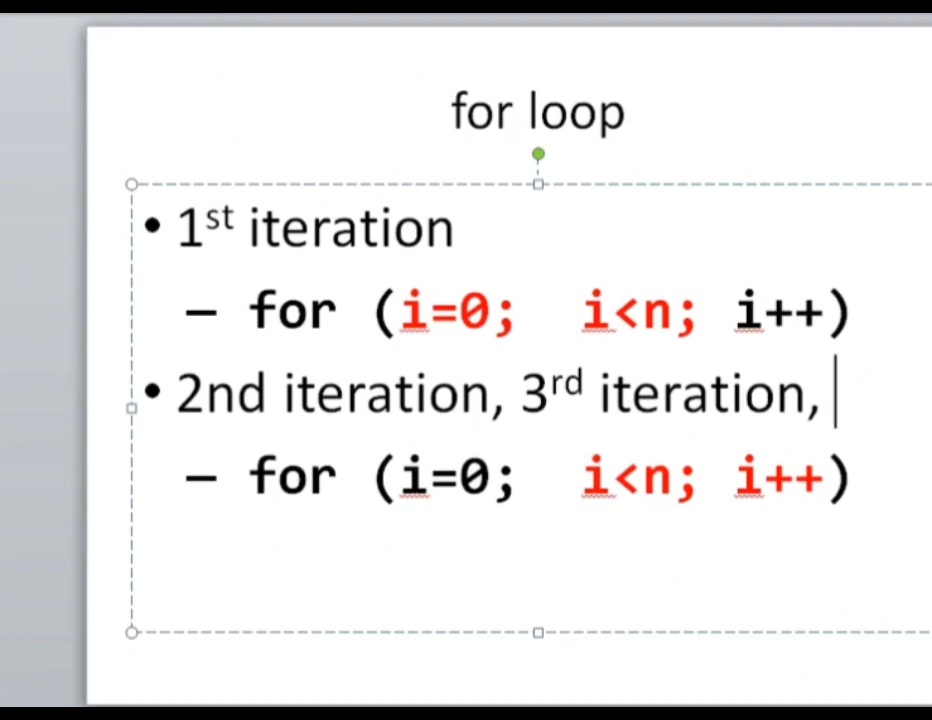 for loop
• 1st iteration
– for (i=0; i<n; i++)
• 2nd iteration, 3rd iteration,
– for (i=0; i<n; i++)